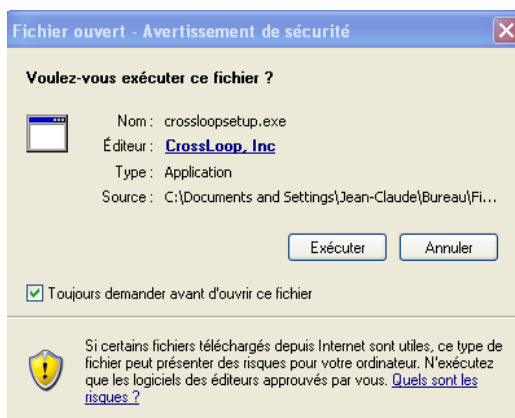 Fichier ouvert - Avertissement de sécurité
Voulez-vous exécuter ce fichier ?
Nom : crossloopsetup.exe
Éditeur : CrossLoop, Inc
Type : Application
Source : C:\Documents and Settings\Jean-Claude\Bureau\Fi...
Exécuter Annuler
Toujours demander avant d'ouvrir ce fichier
Si certains fichiers téléchargés depuis Internet sont utiles, ce type de
fichier peut présenter des risques pour votre ordinateur. N'exécutez
que les logiciels des éditeurs approuvés par vous. Quels sont les
risques ?